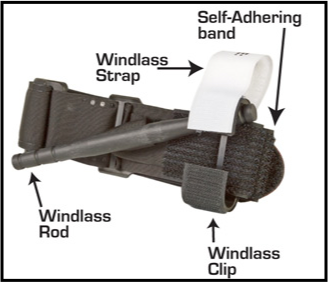 Self-Adhering
band
Windlass
Strap
Windlass
Rod
Windlass
Clip